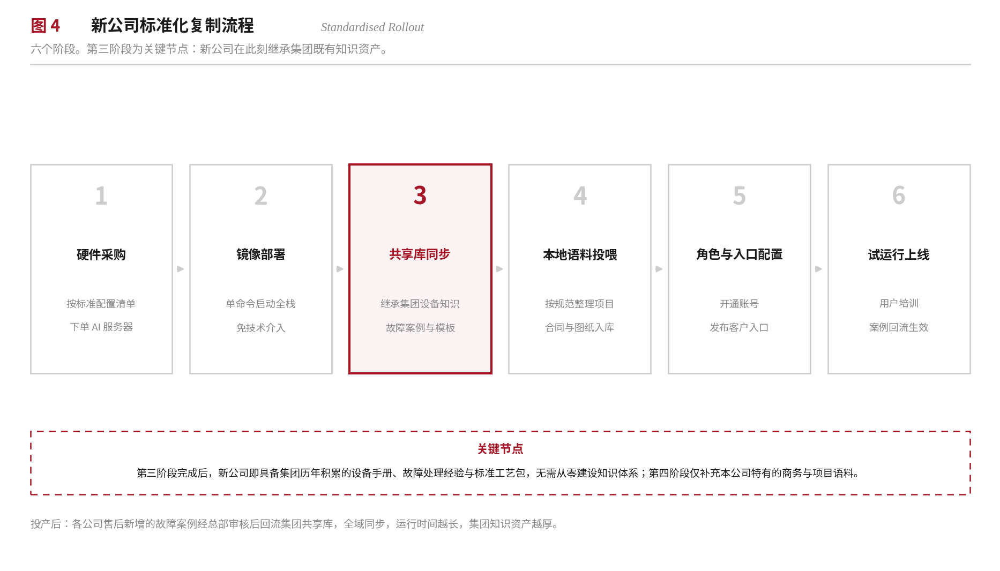 图 4 新公司标准化复制流程 Standardised Rollout
六个阶段。第三阶段为关键节点：新公司在此刻继承集团既有知识资产。
1
硬件采购
按标准配置清单
下单 AI 服务器
2
镜像部署
单命令启动全栈
免技术介入
3
共享库同步
继承集团设备知识
故障案例与模板
4
本地语料投喂
按规范整理项目
合同与图纸入库
5
角色与入口配置
开通账号
发布客户入口
6
试运行上线
用户培训
案例回流生效
关键节点
第三阶段完成后，新公司即具备集团历年积累的设备手册、故障处理经验与标准工艺包，无需从零建设知识体系；第四阶段仅补充本公司特有的商务与项目语料。
投产后：各公司售后新增的故障案例经总部审核后回流集团共享库，全域同步，运行时间越长，集团知识资产越厚。